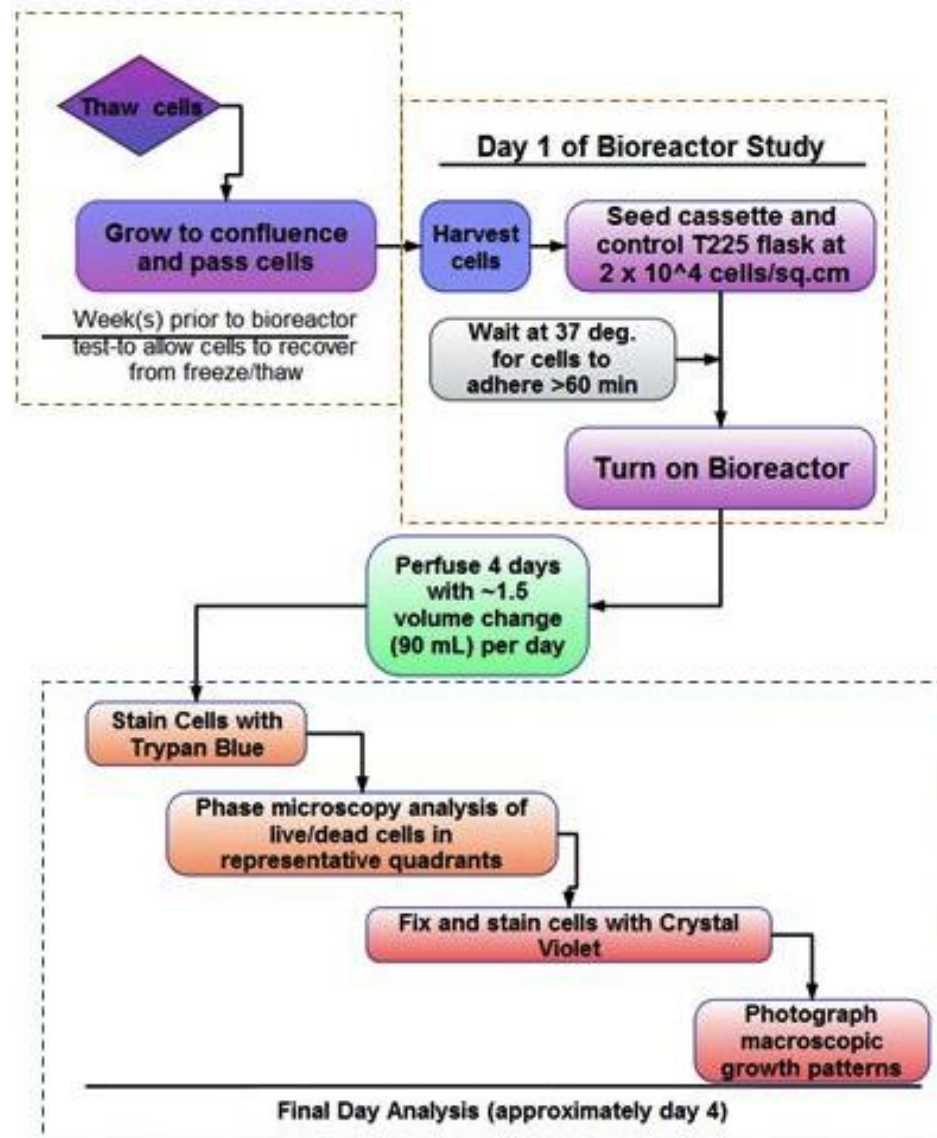 Thaw cells
Day 1 of Bioreactor Study
Grow to confluence
and pass cells
Harvest
cells
Seed cassette and
control T225 flask at
2 x 10^4 cells/sq.cm
Week(s) prior to bioreactor
test-to allow cells to recover
from freeze/thaw
Wait at 37 deg.
for cells to
adhere >60 min
Turn on Bioreactor
Perfuse 4 days
with ~1.5
volume change
(90 mL) per day
Stain Cells with
Trypan Blue
Phase microscopy analysis of
live/dead cells in
representative quadrants
Fix and stain cells with Crystal
Violet
Photograph
macroscopic
growth patterns
Final Day Analysis (approximately day 4)